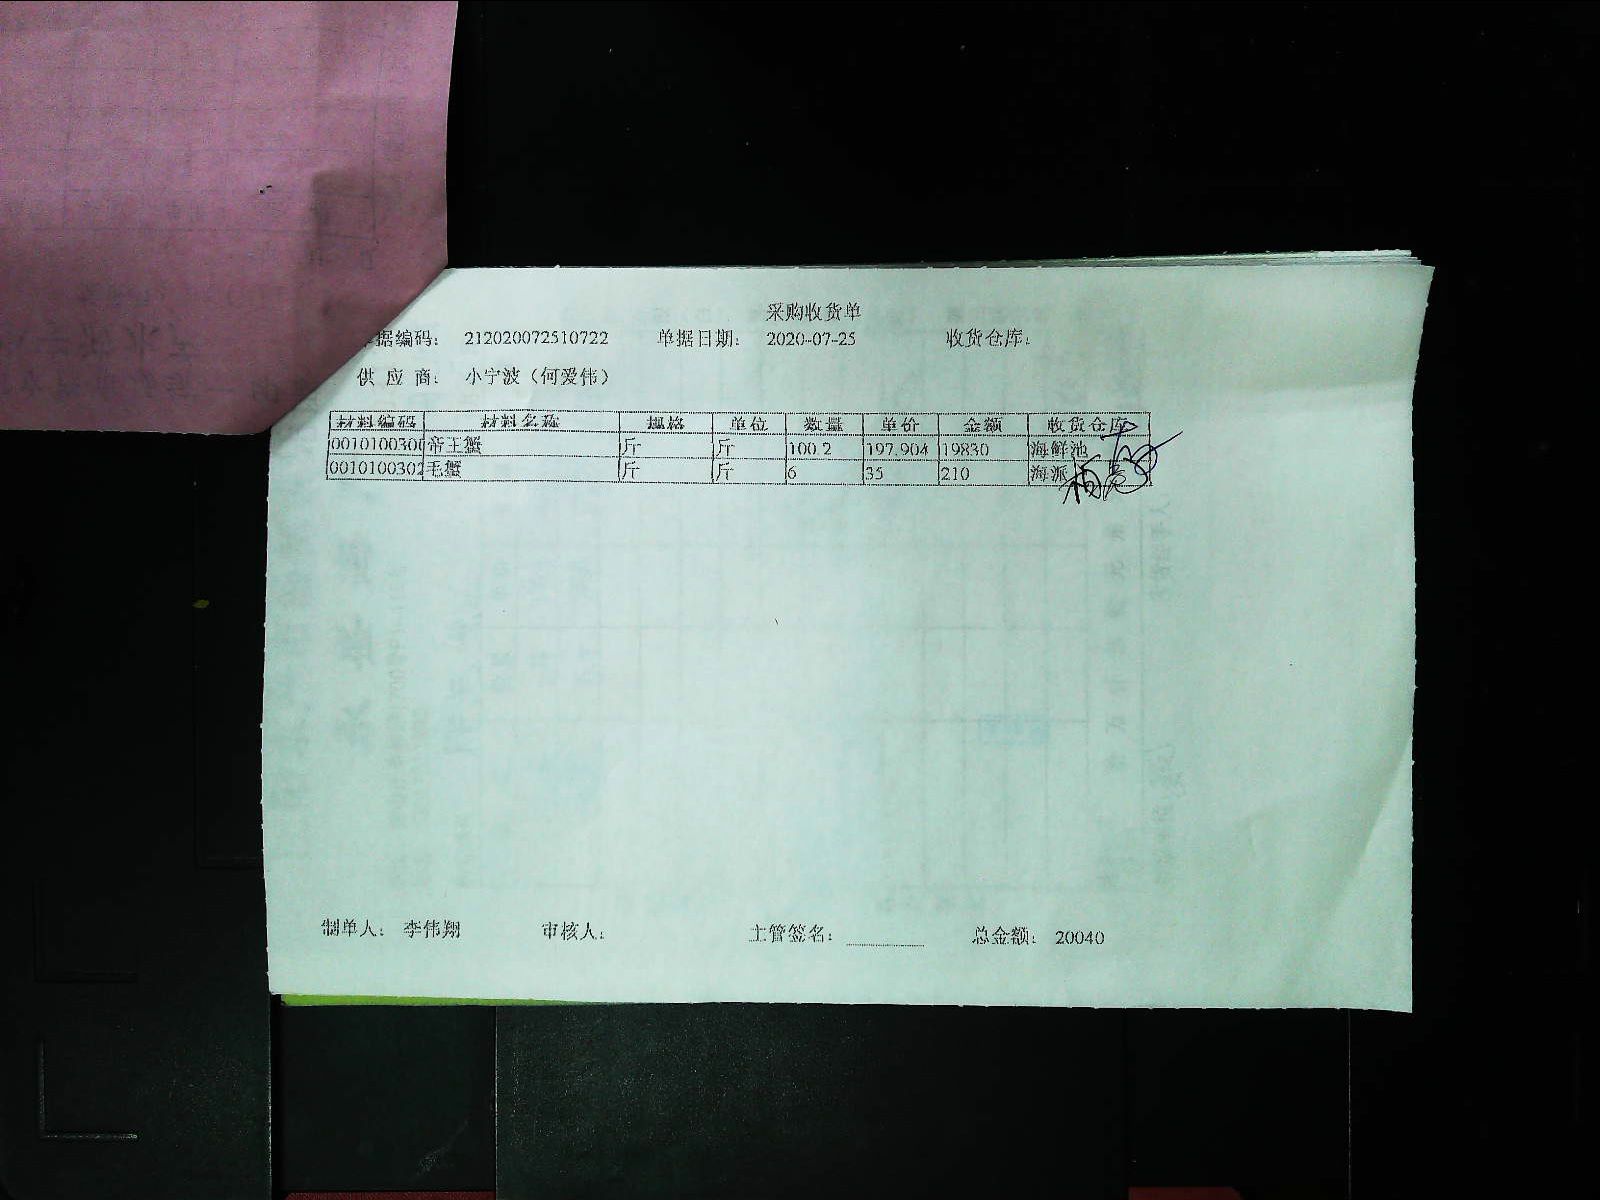 采购收货单
据编码： 212020072510722 单据日期： 2020-07-25 收货仓库：
供 应 商： 小宁波（何爱伟）
材料编码 材料名称 规格 单位 数量 单价 金额 收货仓库
0010100300 帝王蟹 斤 斤 100.2 197.904 19830 海鲜池
0010100302 毛蟹 斤 斤 6 35 210 海派
制单人： 李伟翔 审核人： 主管签名： 总金额： 20040